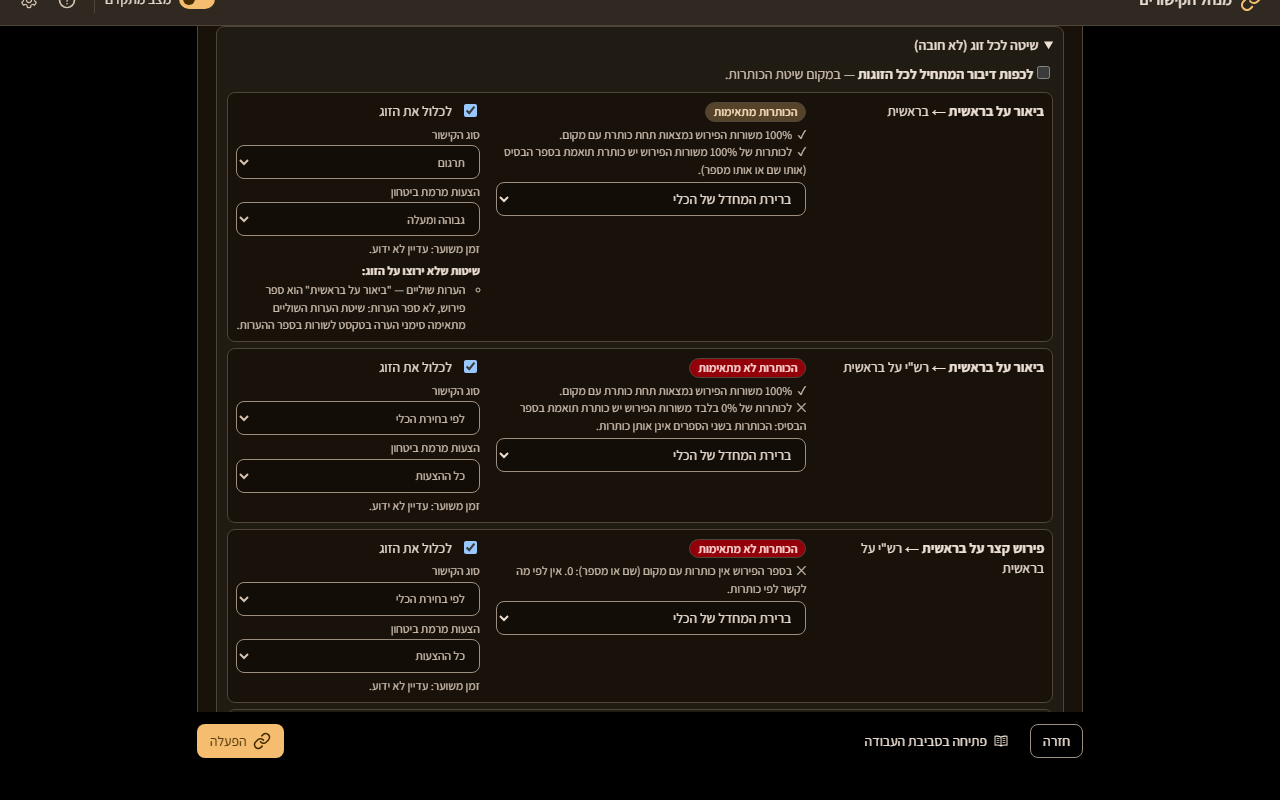 מנהל הקישורים
מצב מתקדם
▼ שיטה לכל זוג (לא חובה)
לכפות דיבור המתחיל לכל הזוגות — במקום שיטת הכותרות.
ביאור על בראשית ← בראשית
הכותרות מתאימות
✓ 100% משורות הפירוש נמצאות תחת כותרת עם מקום.
✓ לכותרות של 100% משורות הפירוש יש כותרת תואמת בספר הבסיס
(אותו שם או אותו מספר).
ברירת המחדל של הכלי
לכלול את הזוג
סוג הקישור
תרגום
הצעות מרמת ביטחון
גבוהה ומעלה
זמן משוער: עדיין לא ידוע.
שיטות שלא ירוצו על הזוג:
הערות שוליים — "ביאור על בראשית" הוא ספר
פירוש, לא ספר הערות: שיטת הערות השוליים
מתאימה סימני הערה בטקסט לשורות בספר ההערות.
ביאור על בראשית ← רש"י על בראשית
הכותרות לא מתאימות
✓ 100% משורות הפירוש נמצאות תחת כותרת עם מקום.
✕ לכותרות של 0% בלבד משורות הפירוש יש כותרת תואמת בספר
הבסיס: הכותרות בשני הספרים אינן אותן כותרות.
ברירת המחדל של הכלי
לכלול את הזוג
סוג הקישור
לפי בחירת הכלי
הצעות מרמת ביטחון
כל ההצעות
זמן משוער: עדיין לא ידוע.
פירוש קצר על בראשית ← רש"י על
בראשית
הכותרות לא מתאימות
✕ בספר הפירוש אין כותרות עם מקום (שם או מספר): 0. אין לפי מה
לקשר לפי כותרות.
ברירת המחדל של הכלי
לכלול את הזוג
סוג הקישור
לפי בחירת הכלי
הצעות מרמת ביטחון
כל ההצעות
זמן משוער: עדיין לא ידוע.
חזרה
פתיחה בסביבת העבודה
הפעלה